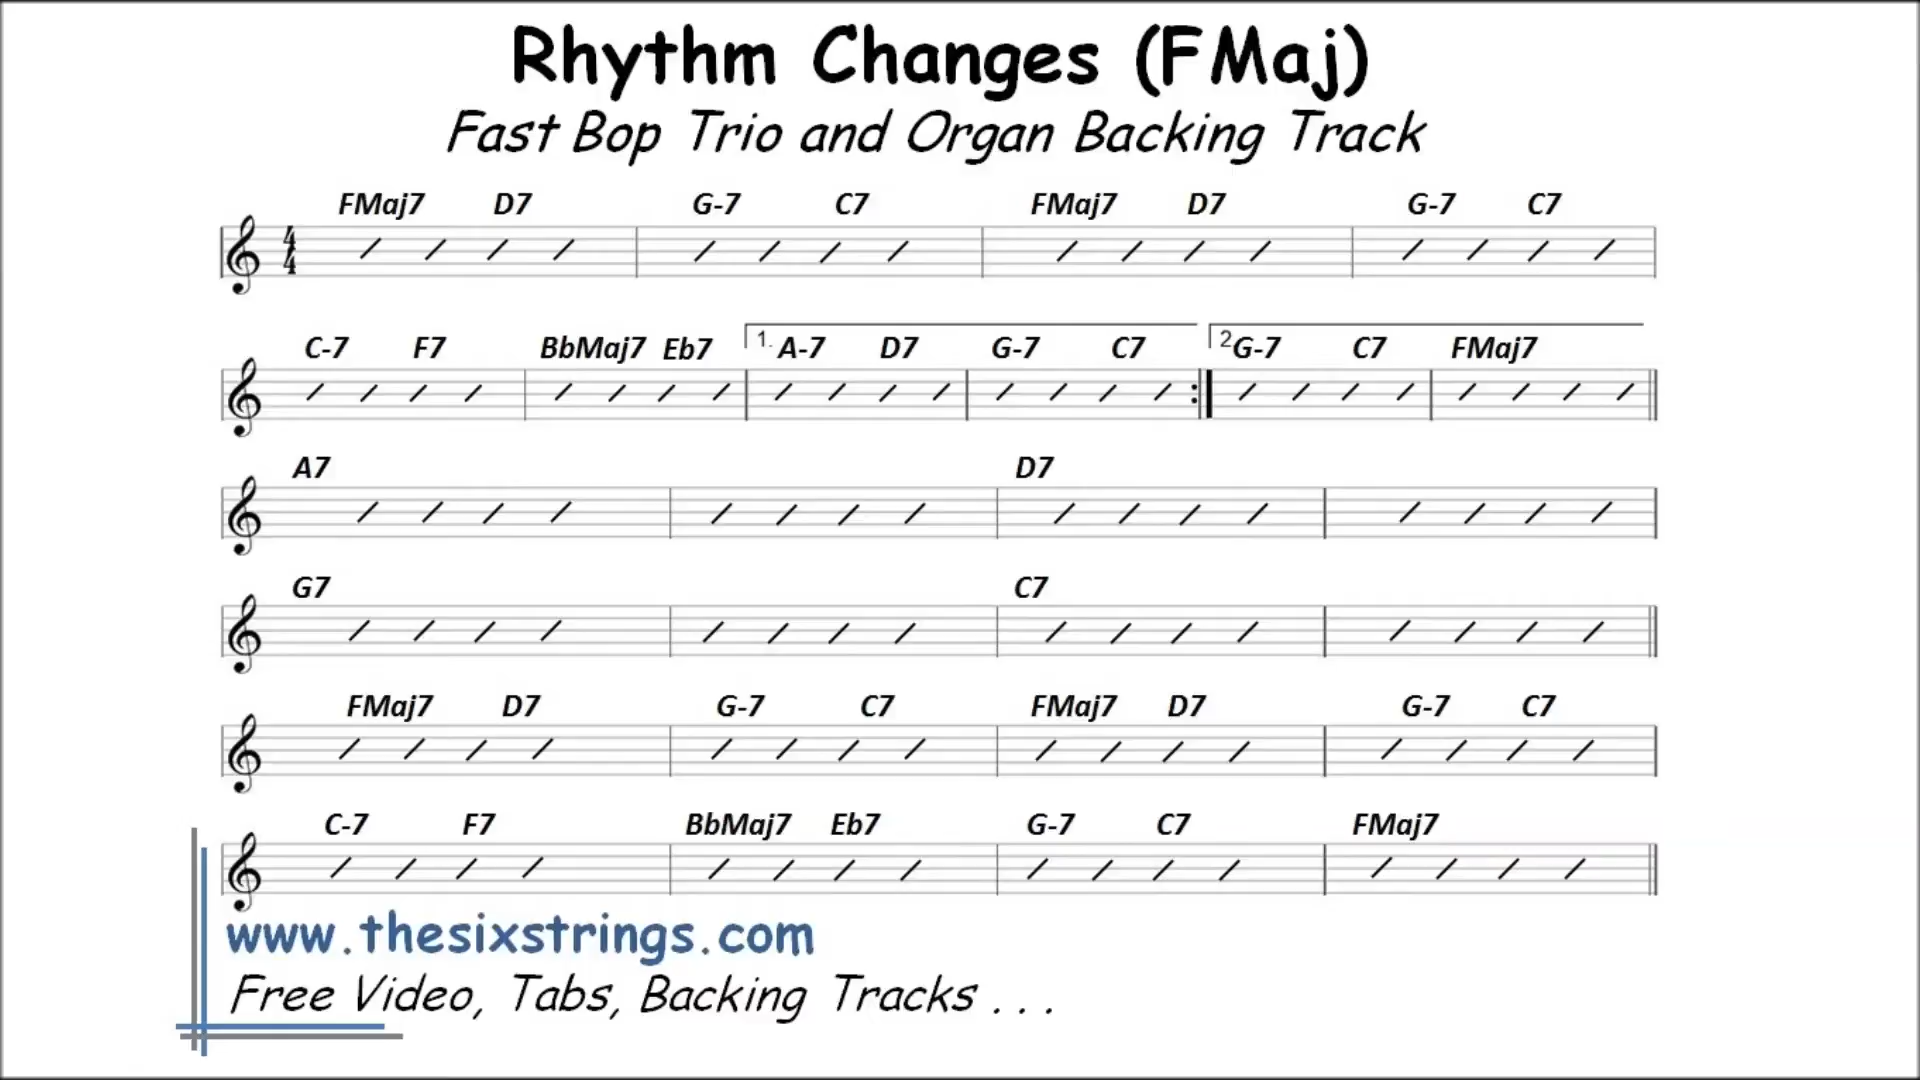 Rhythm Changes (FMaj)
Fast Bop Trio and Organ Backing Track
FMaj7 D7 G-7 C7 FMaj7 D7 G-7 C7
4
4
C-7 F7 BbMaj7 Eb7 1. A-7 D7 G-7 C7 2 G-7 C7 FMaj7
A7 D7
G7 C7
FMaj7 D7 G-7 C7 FMaj7 D7 G-7 C7
C-7 F7 BbMaj7 Eb7 G-7 C7 FMaj7
www.thesixstrings.com
Free Video, Tabs, Backing Tracks . . .